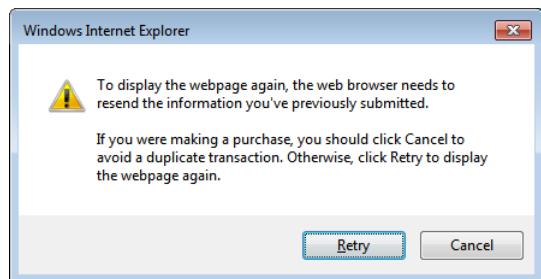 Windows Internet Explorer
To display the webpage again, the web browser needs to
resend the information you've previously submitted.
If you were making a purchase, you should click Cancel to
avoid a duplicate transaction. Otherwise, click Retry to display
the webpage again.
Retry
Cancel